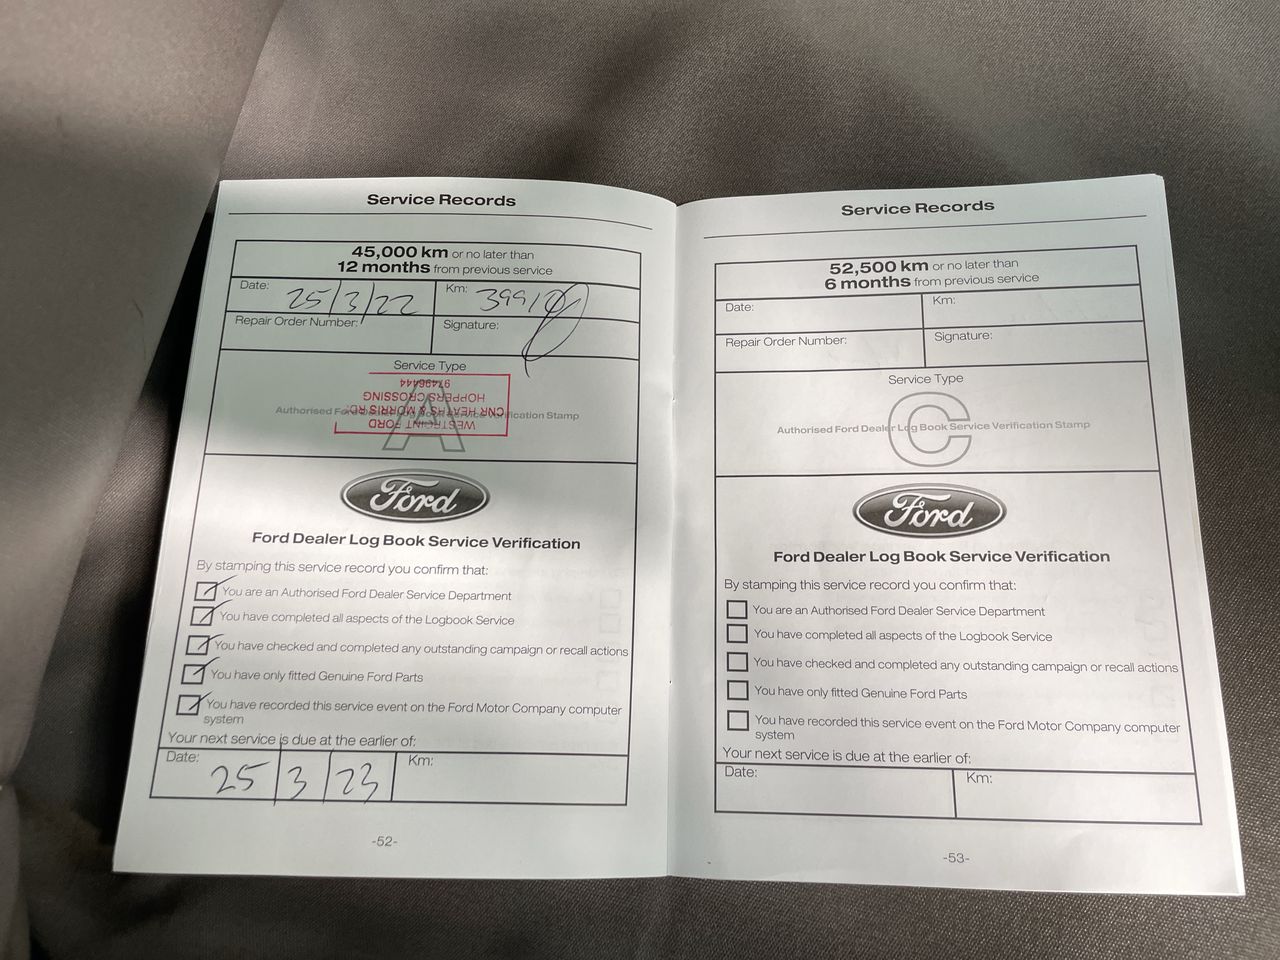 Service Records
45,000 km or no later than
12 months from previous service
Date: 25/3/22 Km:
Repair Order Number: Signature:
Service Type
A
Authorised Ford Dealer Log Book Service Verification Stamp
WESTPOINT FORD
CNR HEATHS & MORRIS RD.
HOPPERS CROSSING
97496444
Ford
Ford Dealer Log Book Service Verification
By stamping this service record you confirm that:
You are an Authorised Ford Dealer Service Department
You have completed all aspects of the Logbook Service
You have checked and completed any outstanding campaign or recall actions
You have only fitted Genuine Ford Parts
You have recorded this service event on the Ford Motor Company computer
system
Your next service is due at the earlier of:
Date: 25 3 23 Km:
-52-
Service Records
52,500 km or no later than
6 months from previous service
Date: Km:
Repair Order Number: Signature:
Service Type
C
Authorised Ford Dealer Log Book Service Verification Stamp
Ford
Ford Dealer Log Book Service Verification
By stamping this service record you confirm that:
You are an Authorised Ford Dealer Service Department
You have completed all aspects of the Logbook Service
You have checked and completed any outstanding campaign or recall actions
You have only fitted Genuine Ford Parts
You have recorded this service event on the Ford Motor Company computer
system
Your next service is due at the earlier of:
Date: Km:
-53-